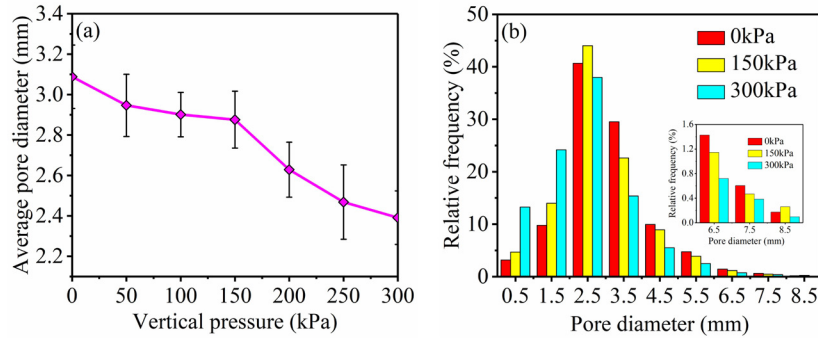 (a)
Average pore diameter (mm)
3.4
3.2
3.0
2.8
2.6
2.4
2.2
0 50 100 150 200 250 300
Vertical pressure (kPa)
(b)
Relative frequency (%)
50
40
30
20
10
0
0kPa
150kPa
300kPa
Relative frequency (%)
1.6
1.2
0.8
0.4
0.0
0kPa
150kPa
300kPa
6.5 7.5 8.5
Pore diameter (mm)
0.5 1.5 2.5 3.5 4.5 5.5 6.5 7.5 8.5
Pore diameter (mm)